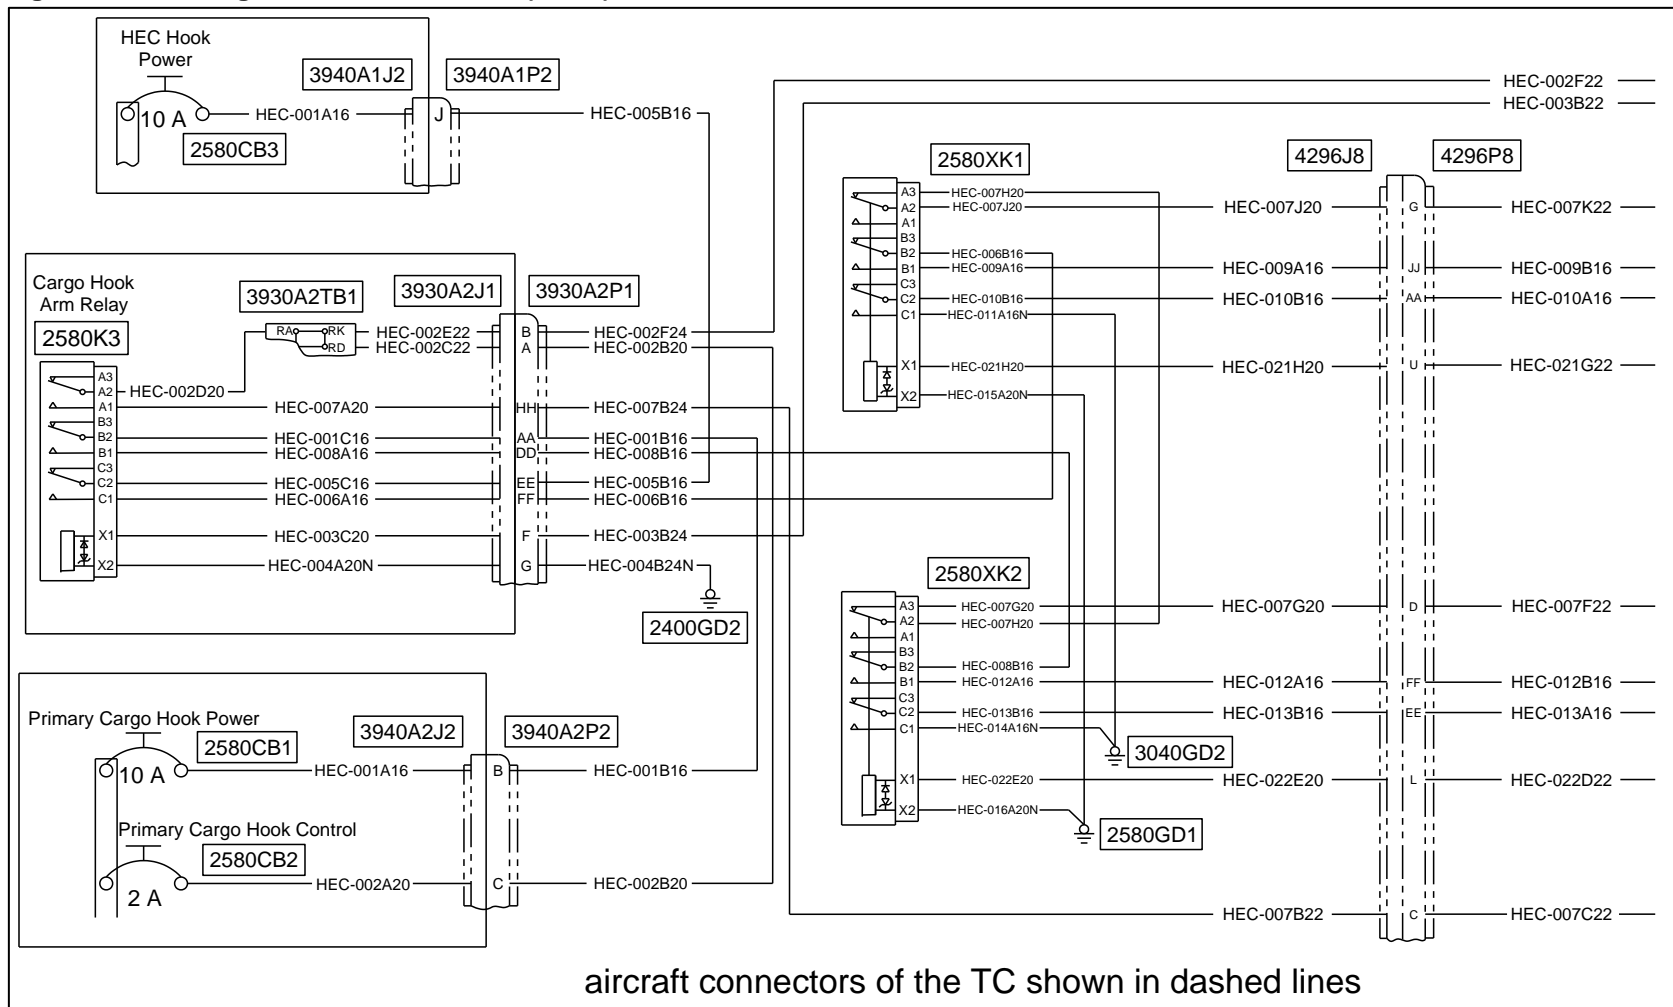 HEC Hook
Power
10 A
2580CB3
HEC-001A16
3940A1J2
3940A1P2
J
HEC-005B16
HEC-002F22
HEC-003B22
Cargo Hook
Arm Relay
2580K3
3930A2TB1
RA
RK
RD
3930A2J1
3930A2P1
HEC-002E22
B
HEC-002F24
HEC-002C22
A
HEC-002B20
A3
A2
HEC-002D20
A1
HEC-007A20
HH
HEC-007B24
B3
B2
HEC-001C16
AA
HEC-001B16
B1
HEC-008A16
DD
HEC-008B16
C3
C2
HEC-005C16
EE
HEC-005B16
C1
HEC-006A16
FF
HEC-006B16
X1
HEC-003C20
F
HEC-003B24
X2
HEC-004A20N
G
HEC-004B24N
2400GD2
Primary Cargo Hook Power
2580CB1
10 A
HEC-001A16
3940A2J2
3940A2P2
B
HEC-001B16
Primary Cargo Hook Control
2580CB2
2 A
HEC-002A20
C
HEC-002B20
2580XK1
4296J8
4296P8
A3
HEC-007H20
A2
HEC-007J20
HEC-007J20
G
HEC-007K22
A1
B3
B2
HEC-006B16
B1
HEC-009A16
HEC-009A16
JJ
HEC-009B16
C3
C2
HEC-010B16
HEC-010B16
AA
HEC-010A16
C1
HEC-011A16N
X1
HEC-021H20
HEC-021H20
U
HEC-021G22
X2
HEC-015A20N
2580XK2
A3
HEC-007G20
HEC-007G20
D
HEC-007F22
A2
HEC-007H20
A1
B3
B2
HEC-008B16
B1
HEC-012A16
HEC-012A16
FF
HEC-012B16
C3
C2
HEC-013B16
HEC-013B16
EE
HEC-013A16
C1
HEC-014A16N
3040GD2
X1
HEC-022E20
HEC-022E20
L
HEC-022D22
X2
HEC-016A20N
2580GD1
HEC-007B22
C
HEC-007C22
aircraft connectors of the TC shown in dashed lines